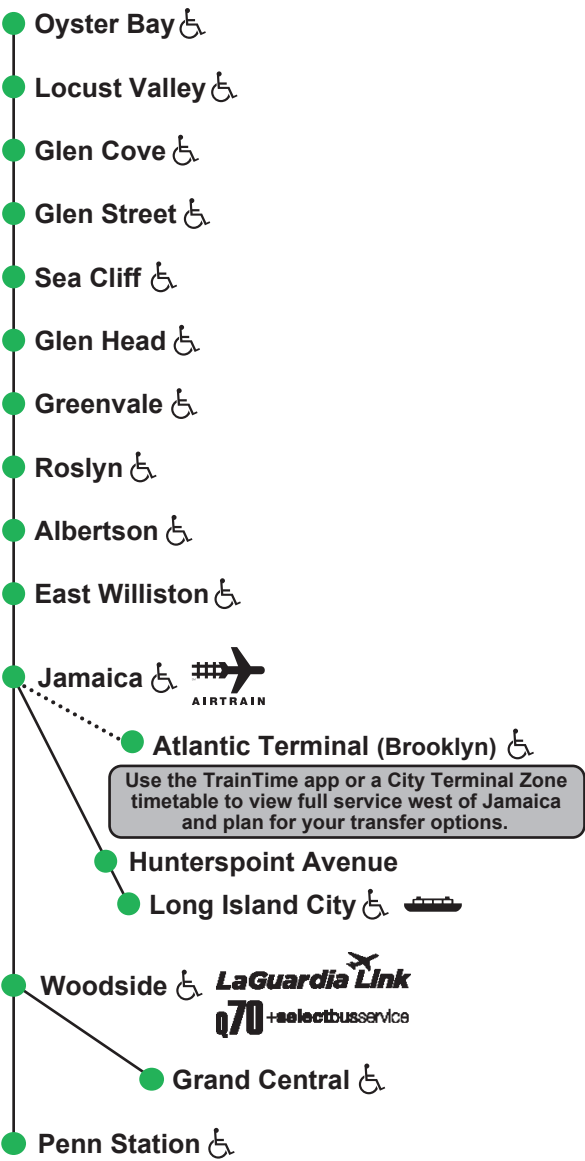 Oyster Bay
Locust Valley
Glen Cove
Glen Street
Sea Cliff
Glen Head
Greenvale
Roslyn
Albertson
East Williston
Jamaica
AIRTRAIN
Atlantic Terminal (Brooklyn)
Use the TrainTime app or a City Terminal Zone
timetable to view full service west of Jamaica
and plan for your transfer options.
Hunterspoint Avenue
Long Island City
Woodside
LaGuardia Link
Q70 +selectbusservice
Grand Central
Penn Station